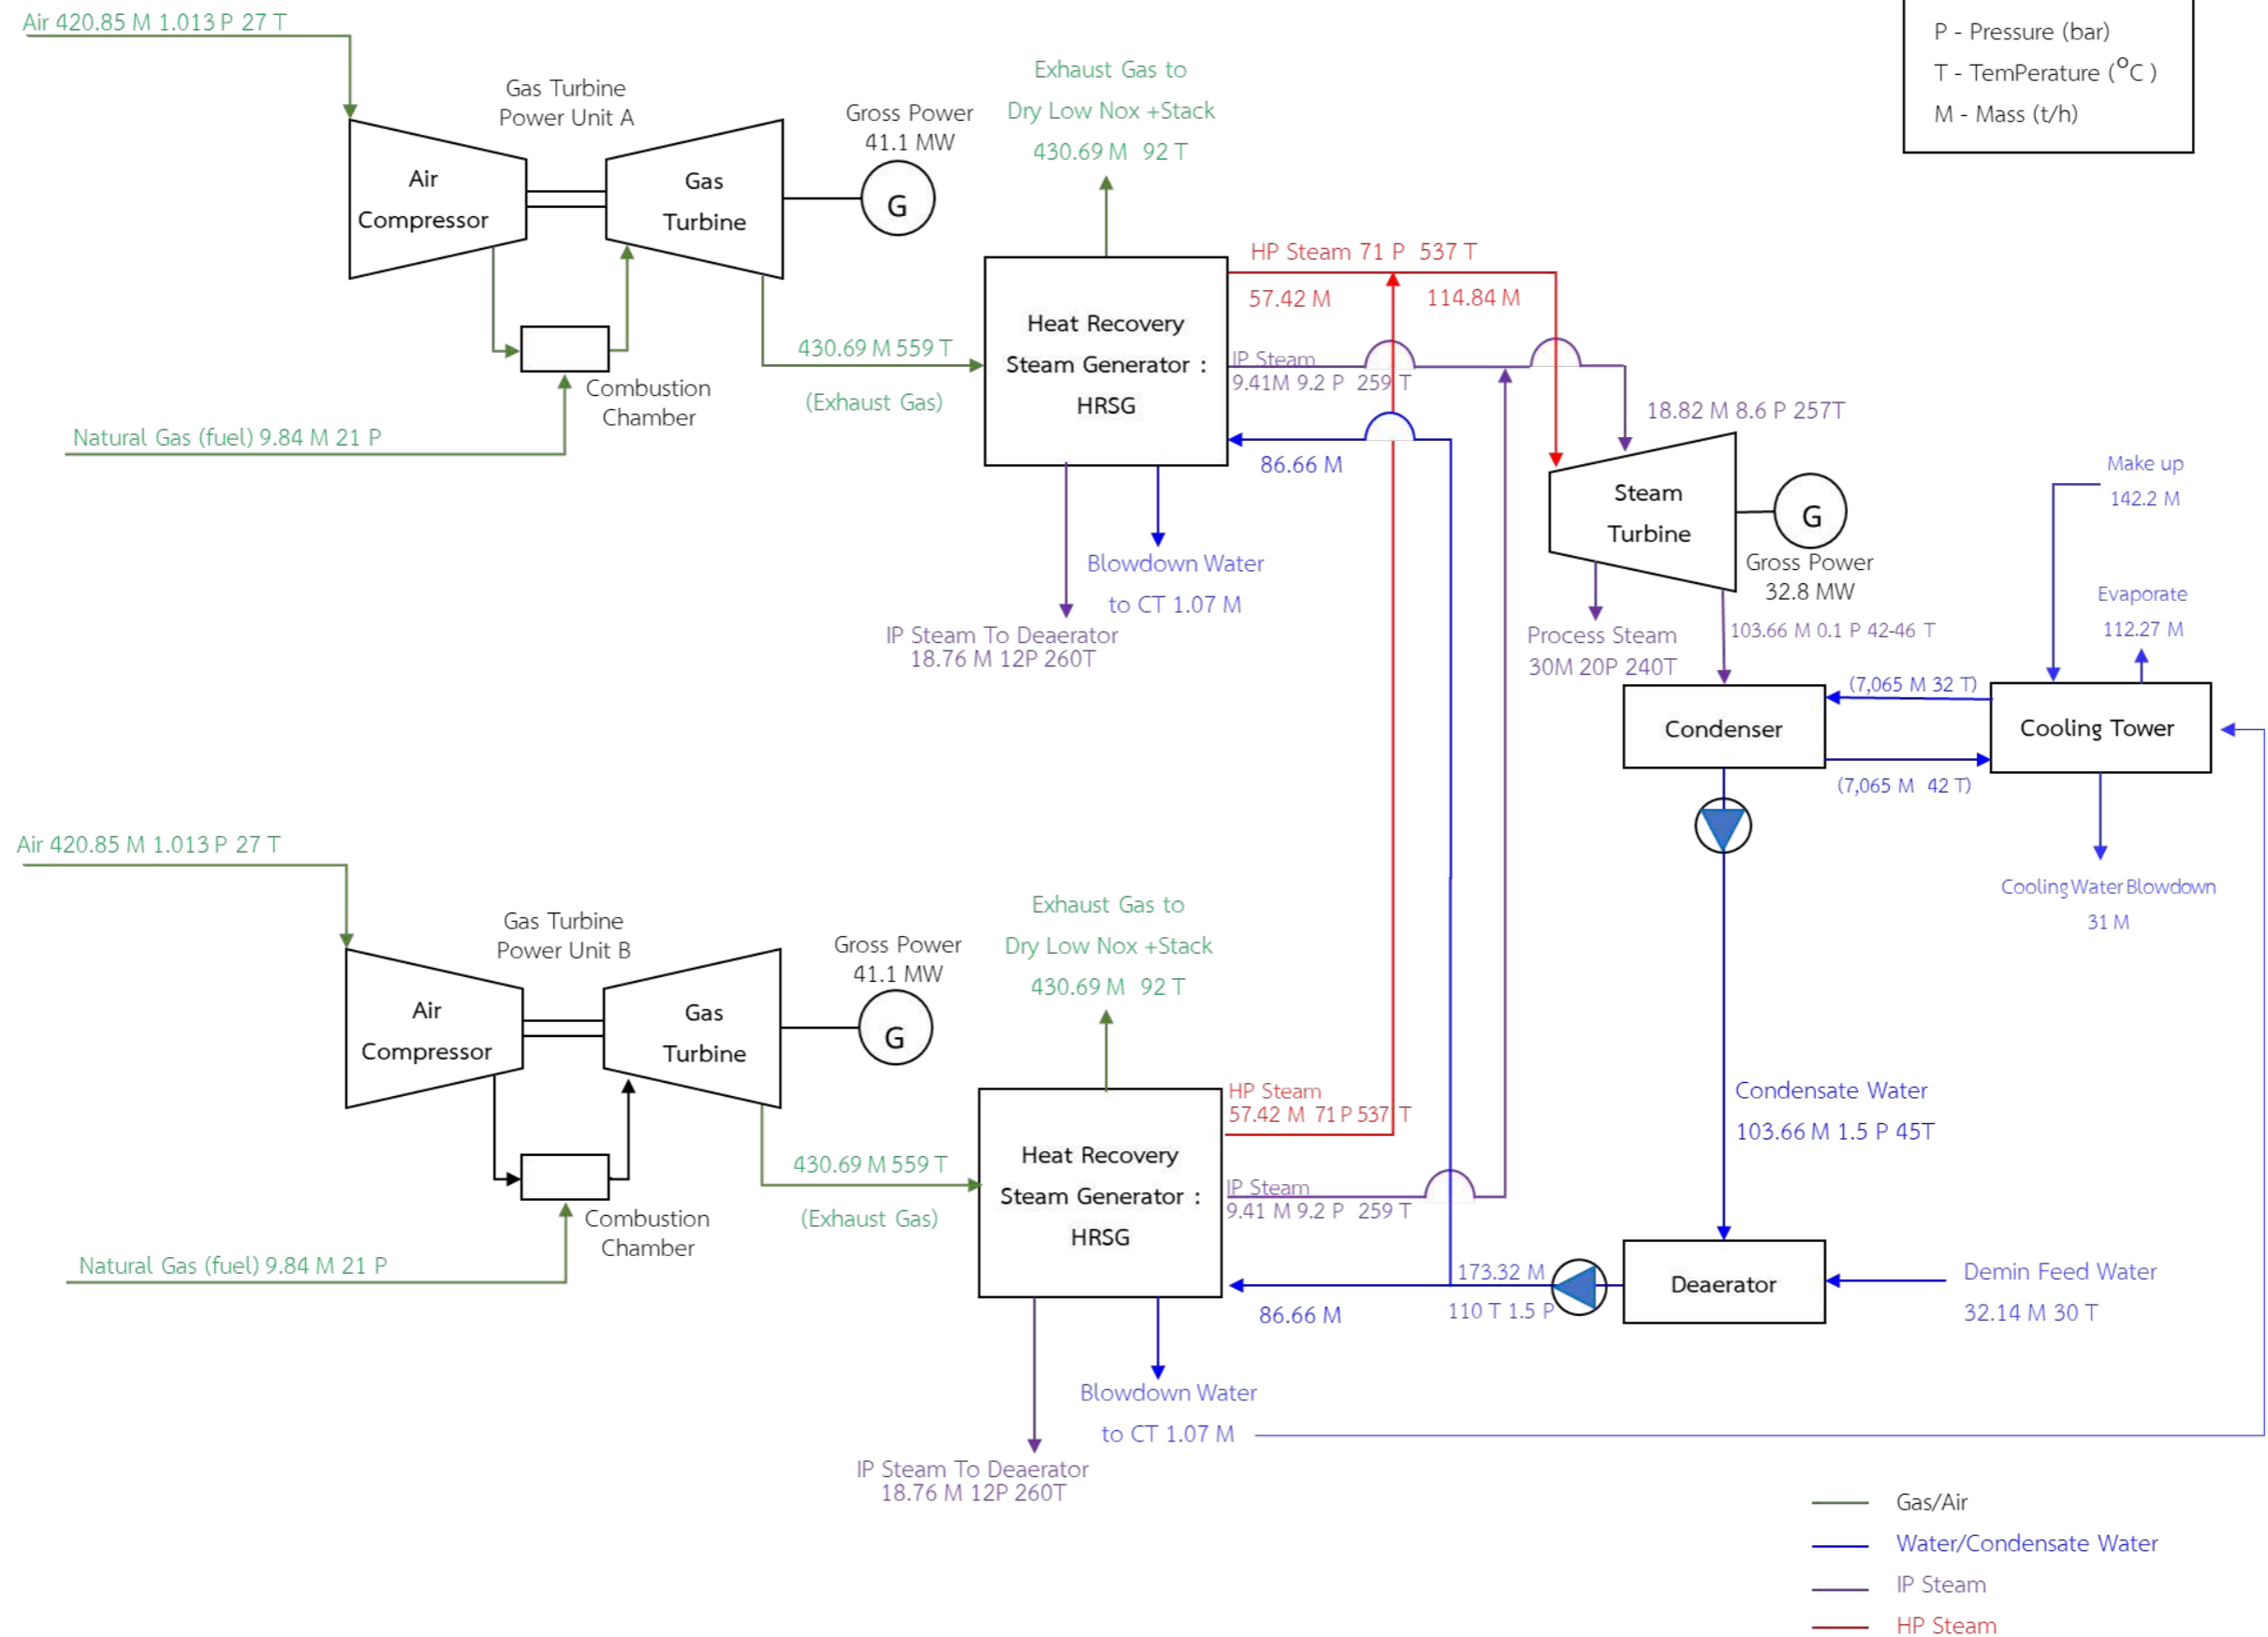 Air 420.85 M 1.013 P 27 T
Gas Turbine
Power Unit A
Air
Compressor
Gas
Turbine
Gross Power
41.1 MW
G
Combustion
Chamber
Natural Gas (fuel) 9.84 M 21 P
430.69 M 559 T
(Exhaust Gas)
Exhaust Gas to
Dry Low Nox +Stack
430.69 M 92 T
Heat Recovery
Steam Generator :
HRSG
HP Steam 71 P 537 T
57.42 M
114.84 M
IP Steam
9.41M 9.2 P 259 T
86.66 M
Blowdown Water
to CT 1.07 M
IP Steam To Deaerator
18.76 M 12P 260T
P - Pressure (bar)
T - TemPerature (°C )
M - Mass (t/h)
18.82 M 8.6 P 257T
Steam
Turbine
G
Gross Power
32.8 MW
Process Steam
30M 20P 240T
103.66 M 0.1 P 42-46 T
Make up
142.2 M
Evaporate
112.27 M
Condenser
(7,065 M 32 T)
(7,065 M 42 T)
Cooling Tower
Cooling Water Blowdown
31 M
Air 420.85 M 1.013 P 27 T
Gas Turbine
Power Unit B
Air
Compressor
Gas
Turbine
Gross Power
41.1 MW
G
Combustion
Chamber
Natural Gas (fuel) 9.84 M 21 P
430.69 M 559 T
(Exhaust Gas)
Exhaust Gas to
Dry Low Nox +Stack
430.69 M 92 T
Heat Recovery
Steam Generator :
HRSG
HP Steam
57.42 M 71 P 537 T
IP Steam
9.41 M 9.2 P 259 T
86.66 M
173.32 M
110 T 1.5 P
Condensate Water
103.66 M 1.5 P 45T
Deaerator
Demin Feed Water
32.14 M 30 T
Blowdown Water
to CT 1.07 M
IP Steam To Deaerator
18.76 M 12P 260T
Gas/Air
Water/Condensate Water
IP Steam
HP Steam